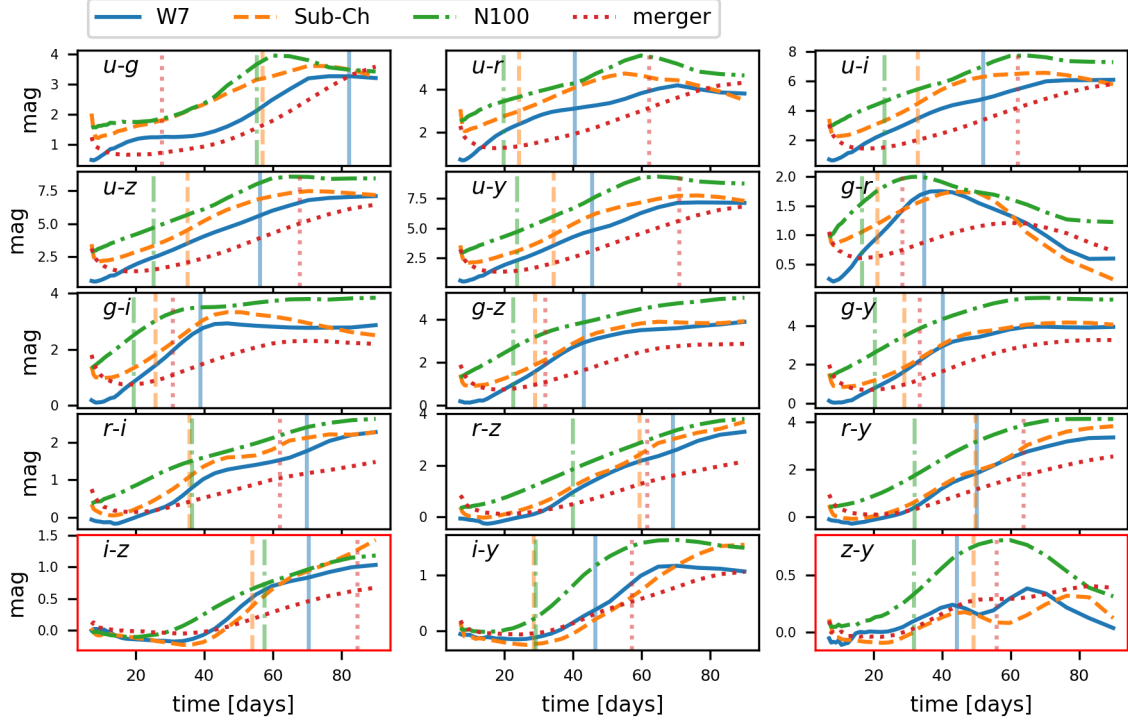 W7 Sub-Ch N100 merger
4 3 2 1 mag u-g
4 2 u-r
8 6 4 2 u-i
7.5 5.0 2.5 mag u-z
7.5 5.0 2.5 u-y
2.0 1.5 1.0 0.5 g-r
4 2 0 mag g-i
4 2 0 g-z
4 2 0 g-y
2 1 0 mag r-i
4 2 0 r-z
4 2 0 r-y
1.5 1.0 0.5 0.0 mag i-z
1 0 i-y
0.5 0.0 z-y
20 40 60 80 20 40 60 80 20 40 60 80
time [days] time [days] time [days]